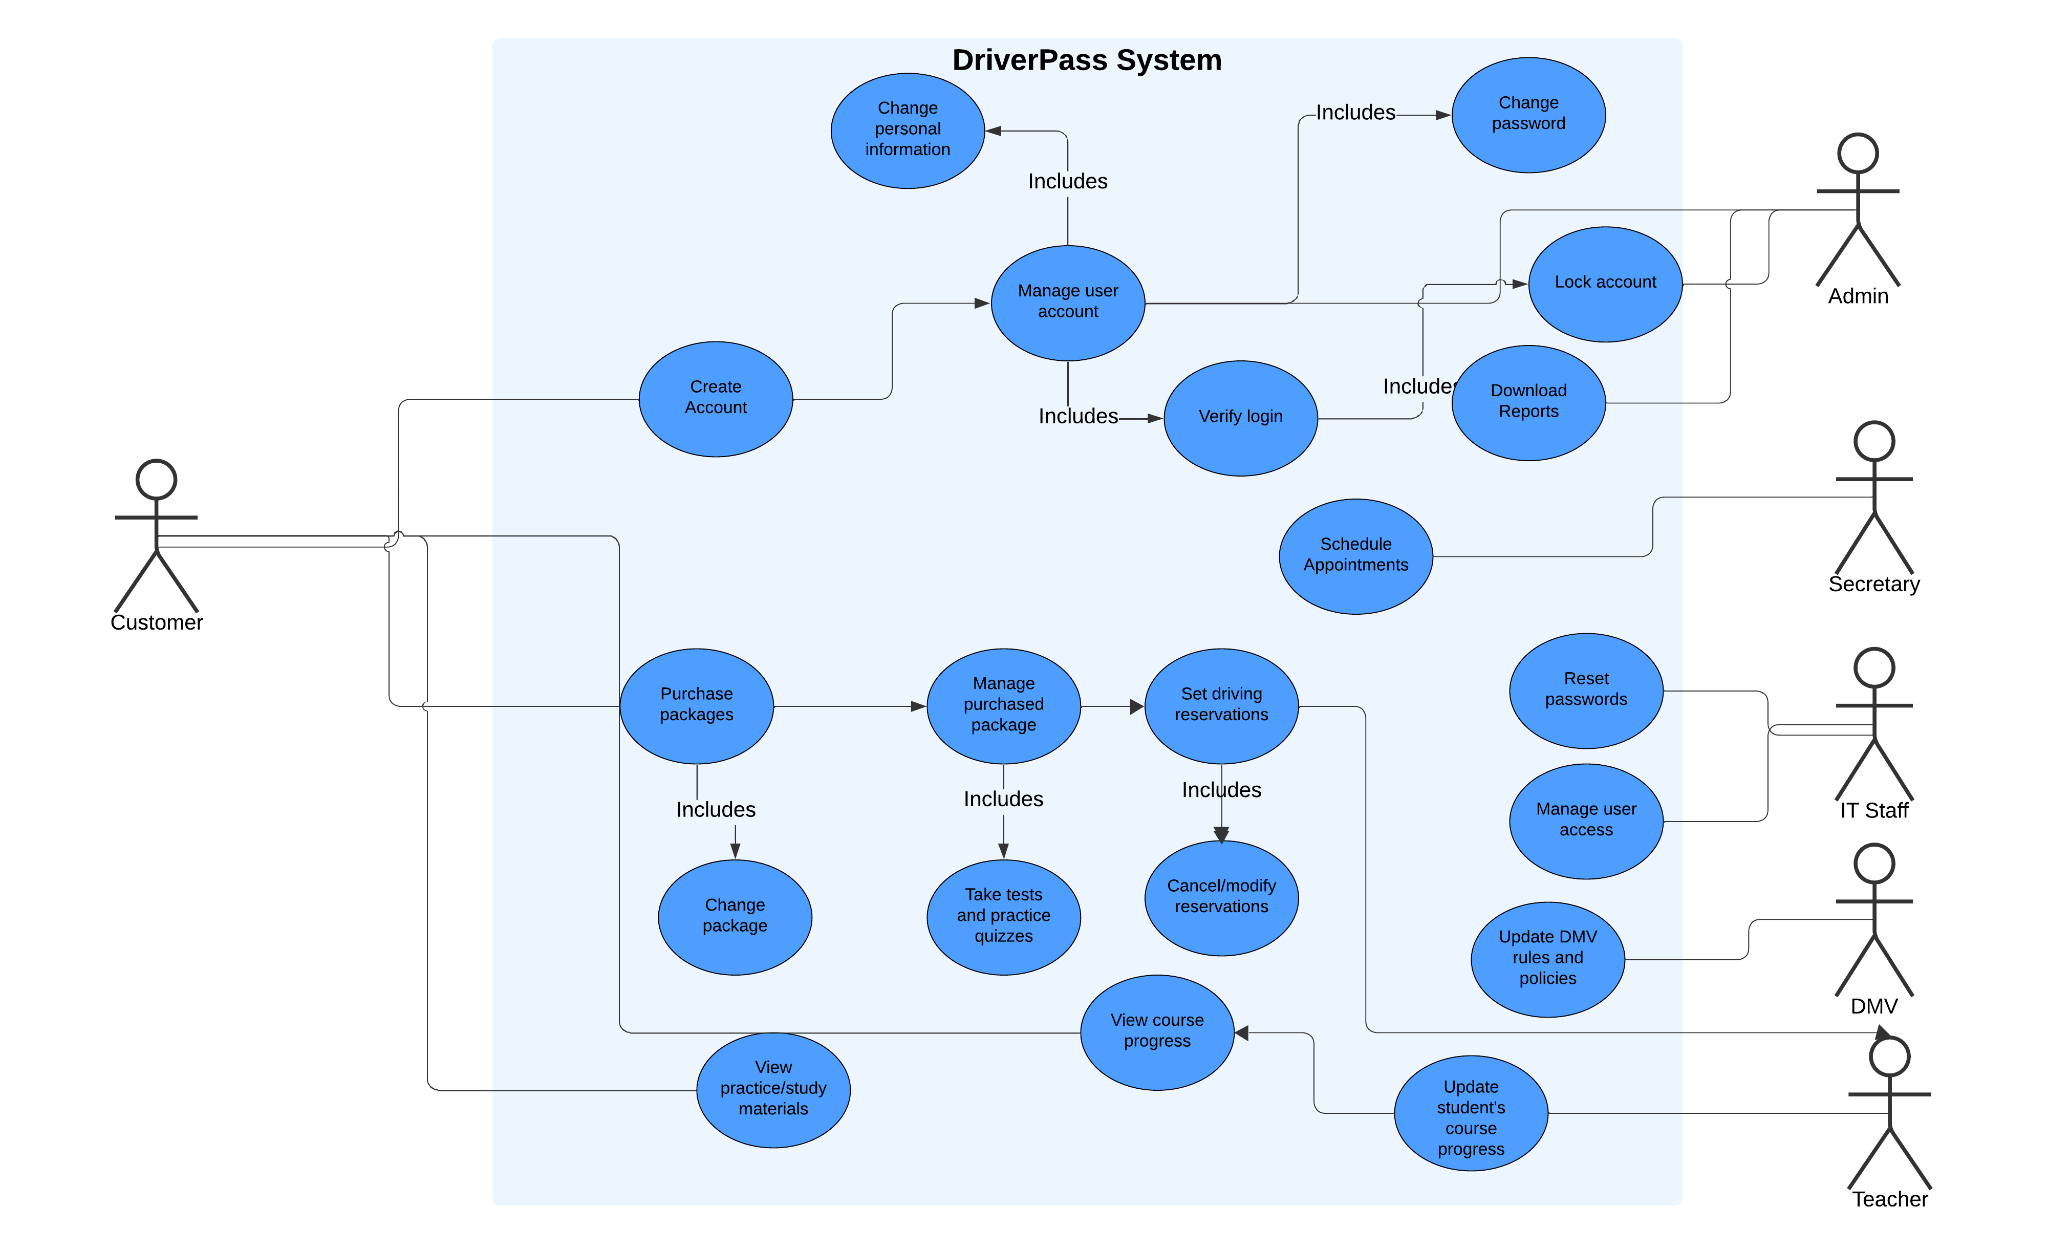 DriverPass System
Change
personal
information
Includes
Change
password
Includes
Manage user
account
Lock account
Admin
Create
Account
Includes
Verify login
Includes
Download
Reports
Customer
Schedule
Appointments
Secretary
Purchase
packages
Manage
purchased
package
Set driving
reservations
Reset
passwords
Includes
Includes
Includes
Manage user
access
IT Staff
Change
package
Take tests
and practice
quizzes
Cancel/modify
reservations
Update DMV
rules and
policies
DMV
View course
progress
View
practice/study
materials
Update
student's
course
progress
Teacher